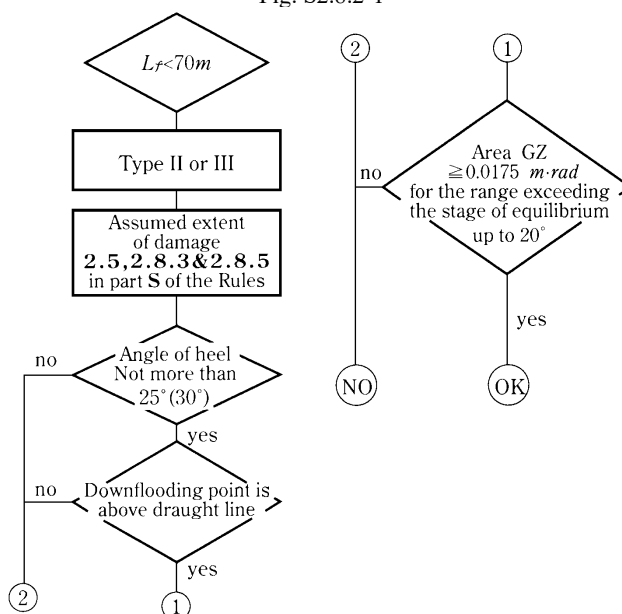 Fig. S2.8.2-1
L_f<70m
Type II or III
Assumed extent
of damage
2.5,2.8.3&2.8.5
in part S of the Rules
no
Angle of heel
Not more than
25°(30°)
yes
no
Downflooding point is
above draught line
yes
2
1
2
1
no
Area GZ
≧0.0175 m·rad
for the range exceeding
the stage of equilibrium
up to 20°
yes
NO
OK